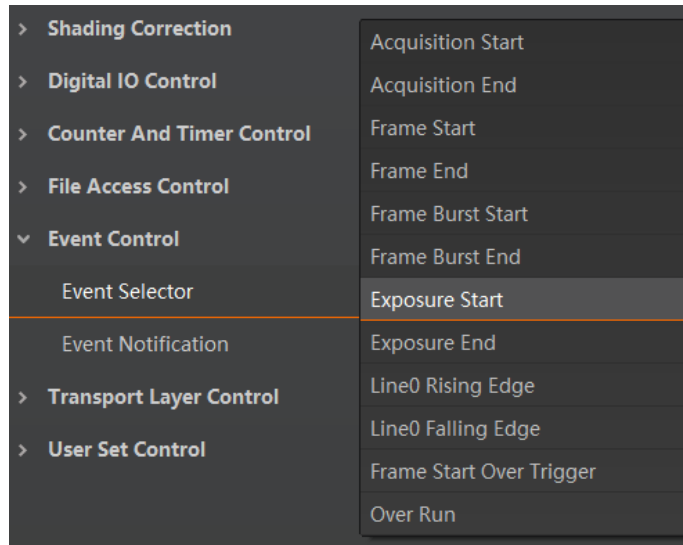 Shading Correction
Digital IO Control
Counter And Timer Control
File Access Control
Event Control
Event Selector
Event Notification
Transport Layer Control
User Set Control
Acquisition Start
Acquisition End
Frame Start
Frame End
Frame Burst Start
Frame Burst End
Exposure Start
Exposure End
Line0 Rising Edge
Line0 Falling Edge
Frame Start Over Trigger
Over Run